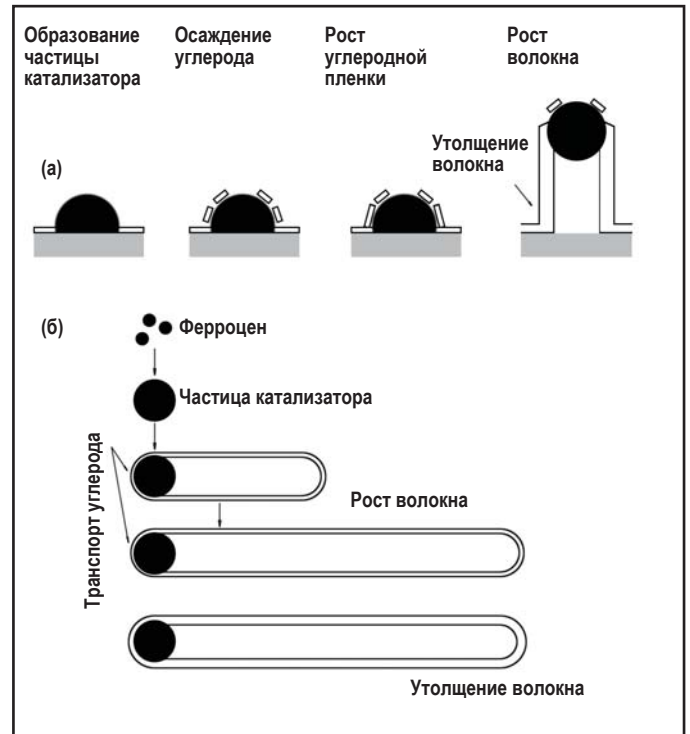 Образование
частицы
катализатора
Осаждение
углерода
Рост
углеродной
пленки
Рост
волокна
Утолщение
волокна
(а)
(б)
Ферроцен
Частица катализатора
Транспорт углерода
Рост волокна
Утолщение волокна